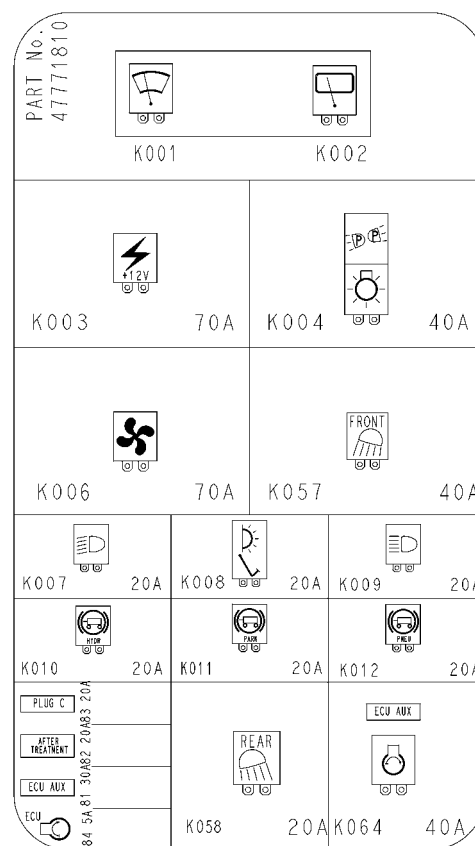 PART No.
47771810
K001
K002
+12V
K003 70A
P P
K004 40A
K006 70A
FRONT
K057 40A
K007 20A
K008 20A
K009 20A
HYDR
K010 20A
PARK
K011 20A
PNEU
K012 20A
PLUG C
83 20A
AFTER
TREATMENT
82 20A
ECU AUX
81 30A
ECU
84 5A
REAR
K058 20A
ECU AUX
K064 40A